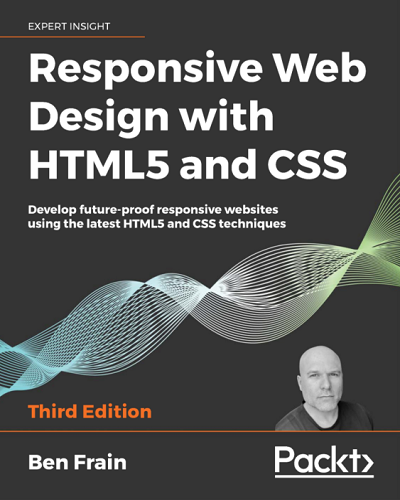 EXPERT INSIGHT
Responsive Web
Design with
HTML5 and CSS
Develop future-proof responsive websites
using the latest HTML5 and CSS techniques
Third Edition
Ben Frain
Packt>